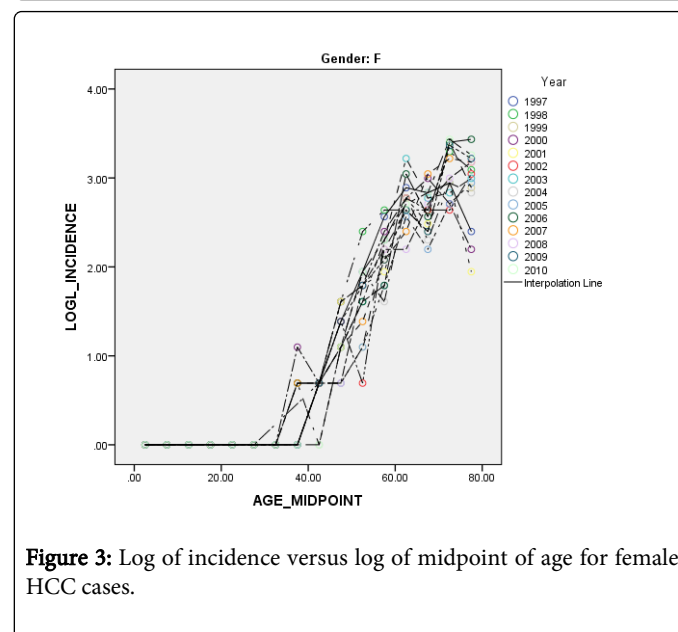 Gender: F
4.00
3.00
2.00
1.00
.00
LOGL_INCIDENCE
.00 20.00 40.00 60.00 80.00
AGE_MIDPOINT
Year
1997
1998
1999
2000
2001
2002
2003
2004
2005
2006
2007
2008
2009
2010
Interpolation Line
Figure 3: Log of incidence versus log of midpoint of age for female
HCC cases.